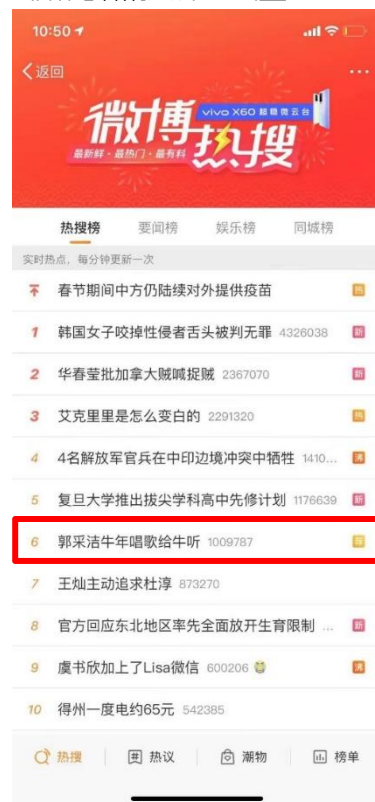 10:50
返回
微博热搜
vivo X60 超稳微云台
最新鲜·最热门·最有料
热搜榜 要闻榜 娱乐榜 同城榜
实时热点,每分钟更新一次
春节期间中方仍陆续对外提供疫苗 热
1 韩国女子咬掉性侵者舌头被判无罪 4326038 新
2 华春莹批加拿大贼喊捉贼 2367070 新
3 艾克里里是怎么变白的 2291320 热
4 4名解放军官兵在中印边境冲突中牺牲 1410... 沸
5 复旦大学推出拔尖学科高中先修计划 1176639 新
6 郭采洁牛年唱歌给牛听 1009787 荐
7 王灿主动追求杜淳 873270
8 官方回应东北地区率先全面放开生育限制 ... 新
9 虞书欣加上了Lisa微信 600206 沸
10 得州一度电约65元 542385
热搜 热议 潮物 榜单